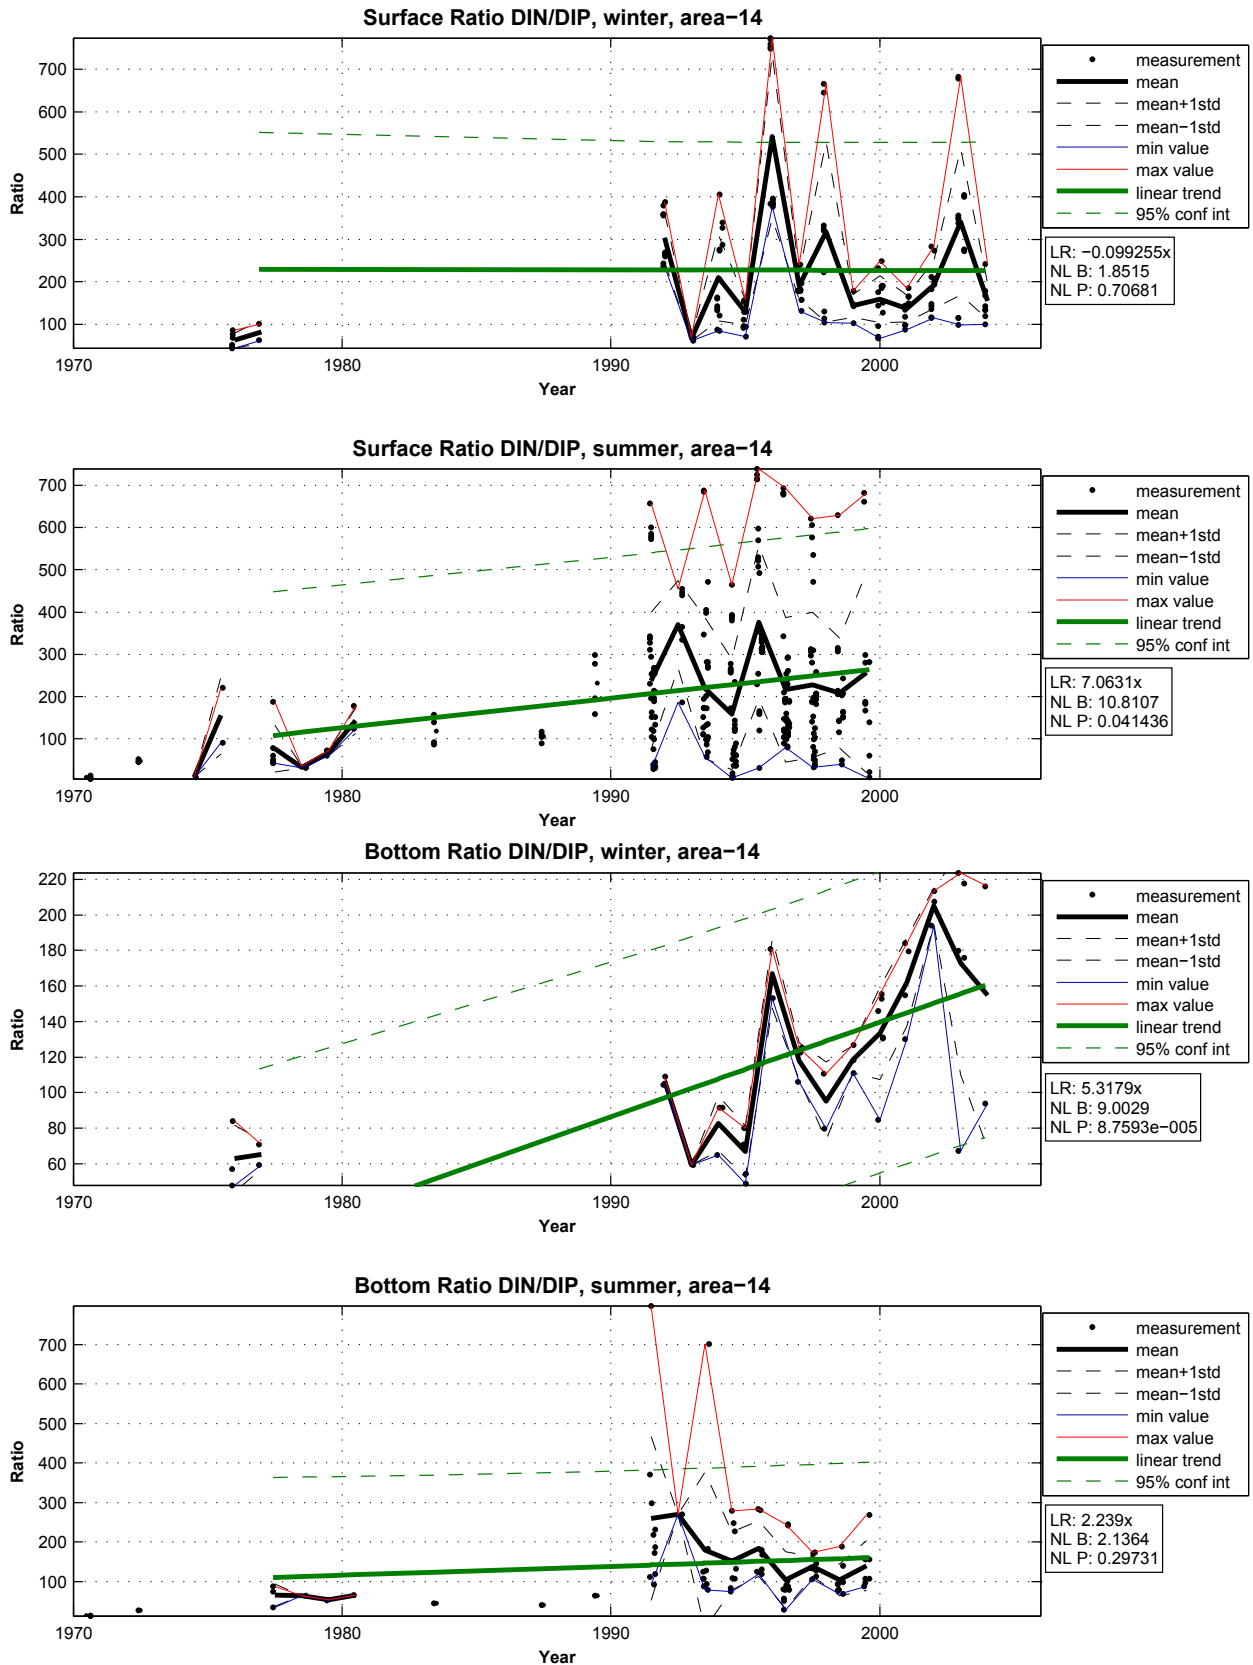 Surface Ratio DIN/DIP, winter, area−14
700
600
500
400
300
200
100
Ratio
1970
1980
1990
2000
Year
measurement
mean
mean+1std
mean−1std
min value
max value
linear trend
95% conf int
LR: −0.099255x
NL B: 1.8515
NL P: 0.70681
Surface Ratio DIN/DIP, summer, area−14
700
600
500
400
300
200
100
Ratio
1970
1980
1990
2000
Year
measurement
mean
mean+1std
mean−1std
min value
max value
linear trend
95% conf int
LR: 7.0631x
NL B: 10.8107
NL P: 0.041436
Bottom Ratio DIN/DIP, winter, area−14
220
200
180
160
140
120
100
80
60
Ratio
1970
1980
1990
2000
Year
measurement
mean
mean+1std
mean−1std
min value
max value
linear trend
95% conf int
LR: 5.3179x
NL B: 9.0029
NL P: 8.7593e−005
Bottom Ratio DIN/DIP, summer, area−14
700
600
500
400
300
200
100
Ratio
1970
1980
1990
2000
Year
measurement
mean
mean+1std
mean−1std
min value
max value
linear trend
95% conf int
LR: 2.239x
NL B: 2.1364
NL P: 0.29731